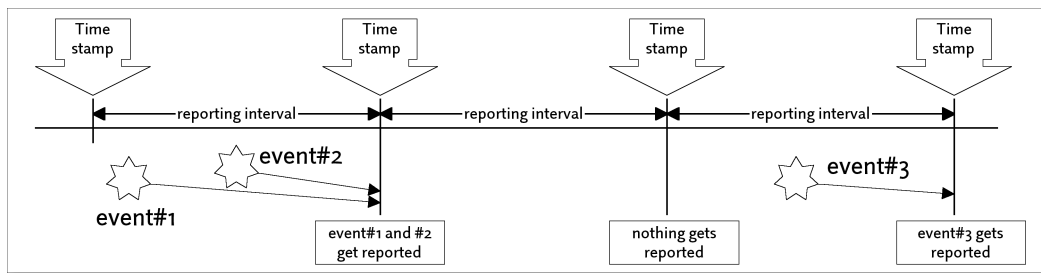 Time
stamp
Time
stamp
Time
stamp
Time
stamp
reporting interval
reporting interval
reporting interval
event#2
event#3
event#1
event#1 and #2
get reported
nothing gets
reported
event#3 gets
reported